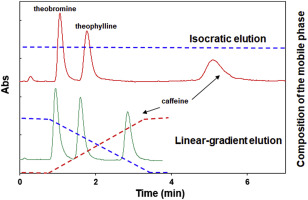 theobromine
theophylline
Isocratic elution
caffeine
Linear-gradient elution
Abs
Composition of the mobile phase
0
2
4
6
Time (min)